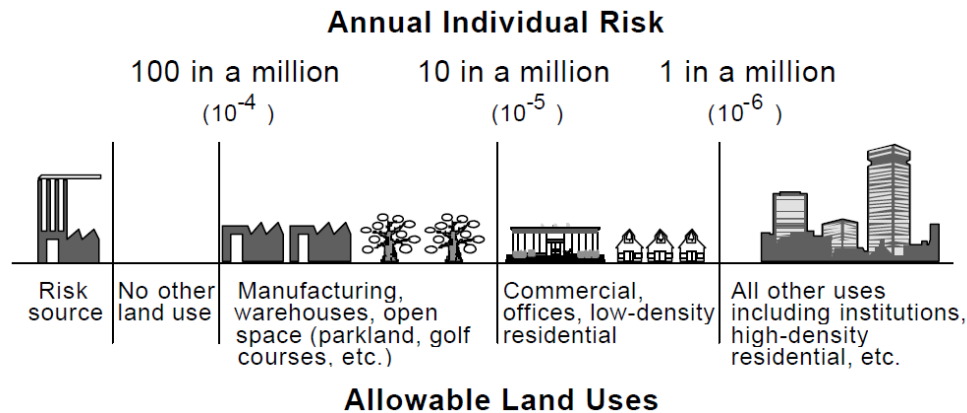 Annual Individual Risk
100 in a million
10 in a million
1 in a million
(10-4 )
(10-5 )
(10-6 )
Risk
source
No other
land use
Manufacturing,
warehouses, open
space (parkland, golf
courses, etc.)
Commercial,
offices, low-density
residential
All other uses
including institutions,
high-density
residential, etc.
Allowable Land Uses